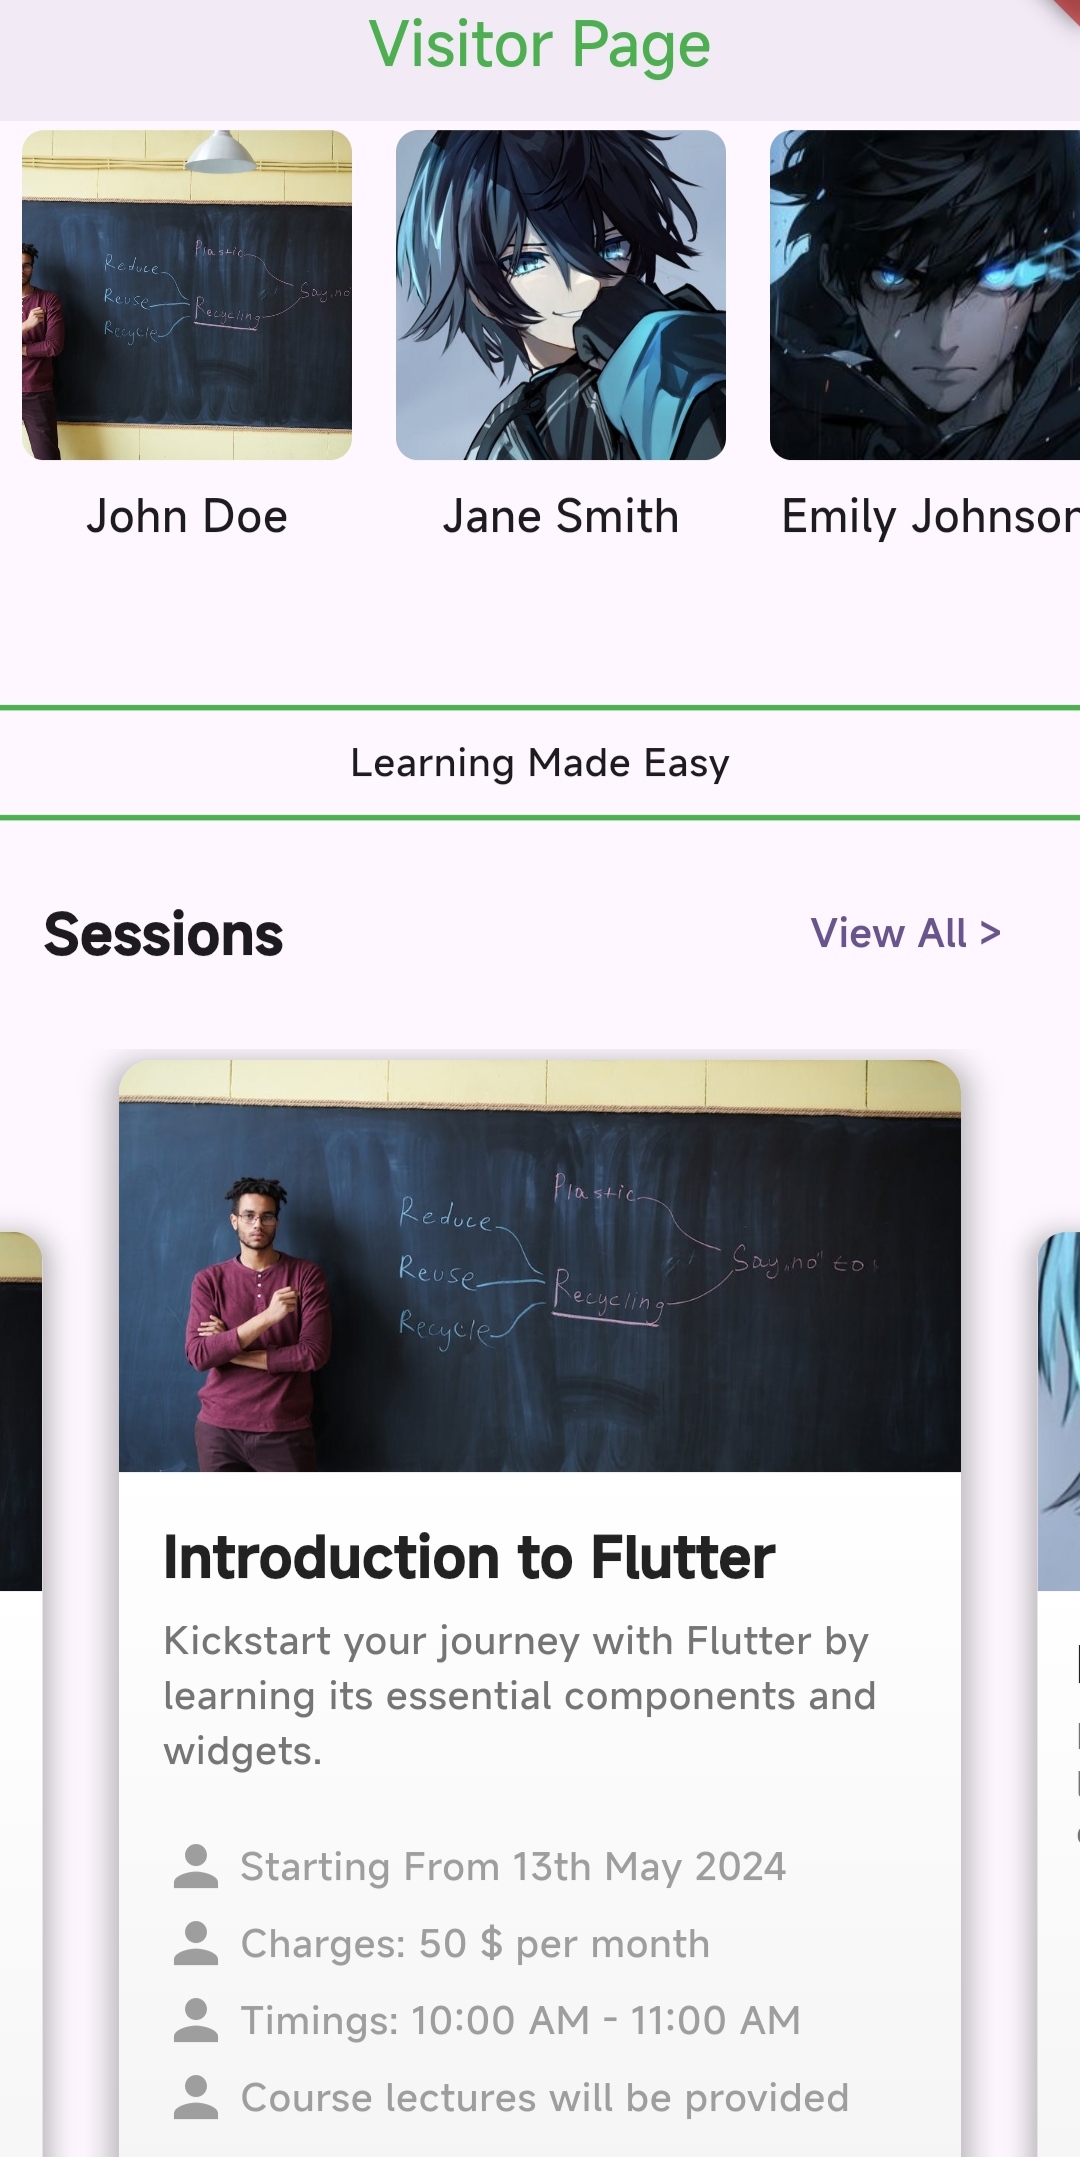 Visitor Page
Plastic
Reduce
Reuse
Recycling
Say „no
Recycle
John Doe
Jane Smith
Emily Johnson
Learning Made Easy
Sessions
View All >
Plastic
Reduce
Reuse
Recycling
Say „no" to
Recycle
Introduction to Flutter
Kickstart your journey with Flutter by
learning its essential components and
widgets.
Starting From 13th May 2024
Charges: 50 $ per month
Timings: 10:00 AM - 11:00 AM
Course lectures will be provided